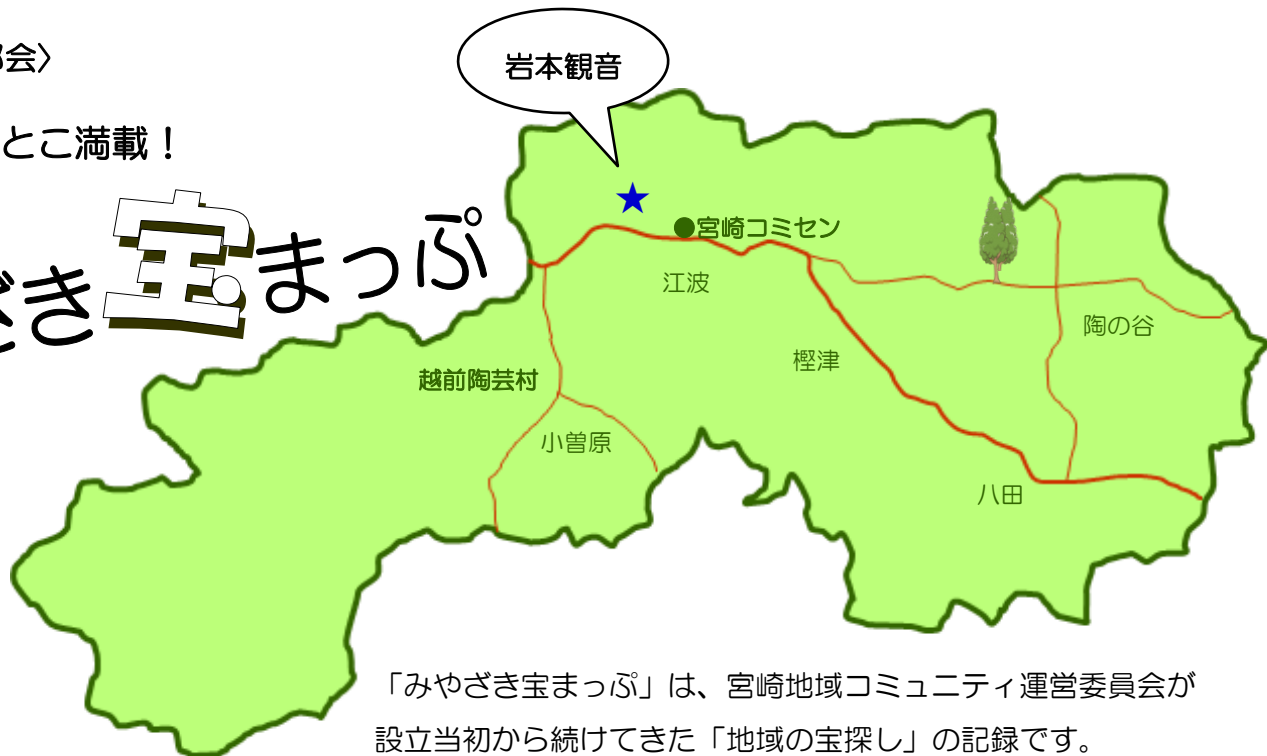 部会〉
とこ満載！
ざき宝まっぷ
岩本観音
宮崎コミセン
江波
陶の谷
樫津
越前陶芸村
小曽原
八田
「みやざき宝まっぷ」は、宮崎地域コミュニティ運営委員会が
設立当初から続けてきた「地域の宝探し」の記録です。